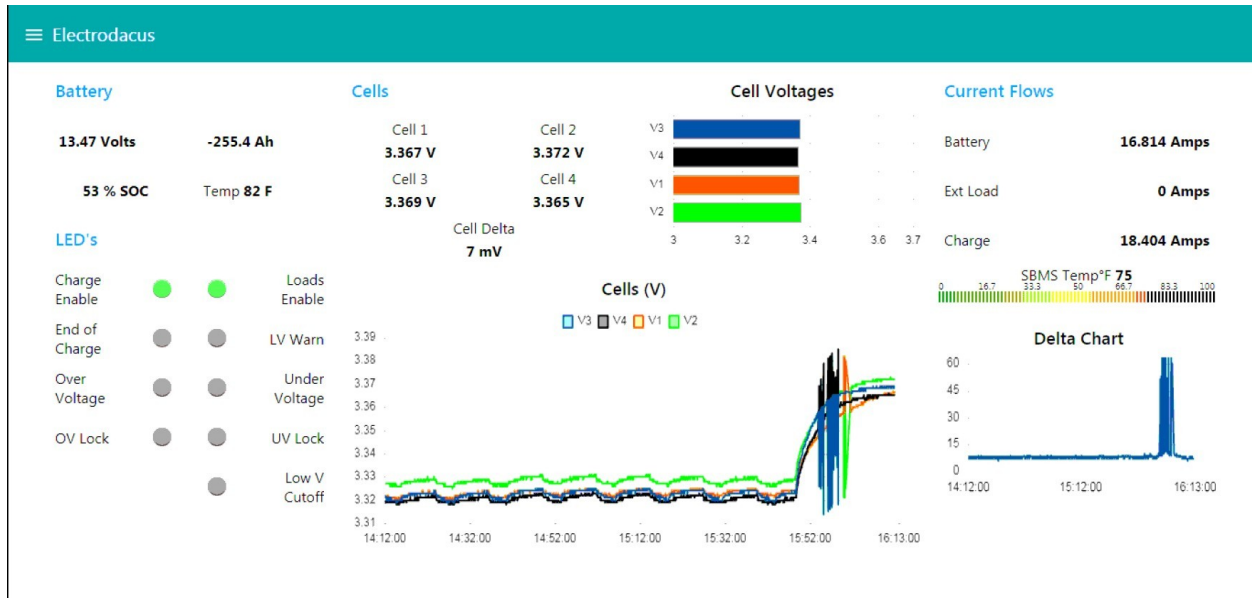 Electrodacus
Battery
13.47 Volts
-255.4 Ah
53 % SOC
Temp 82 F
LED's
Charge
Enable
Loads
Enable
End of
Charge
LV Warn
Over
Voltage
Under
Voltage
OV Lock
UV Lock
Low V
Cutoff
Cells
Cell 1
3.367 V
Cell 2
3.372 V
Cell 3
3.369 V
Cell 4
3.365 V
Cell Delta
7 mV
Cell Voltages
V3
V4
V1
V2
3 3.2 3.4 3.6 3.7
Cells (V)
V3 V4 V1 V2
3.39
3.38
3.37
3.36
3.35
3.34
3.33
3.32
3.31
14:12:00 14:32:00 14:52:00 15:12:00 15:32:00 15:52:00 16:13:00
Current Flows
Battery 16.814 Amps
Ext Load 0 Amps
Charge 18.404 Amps
SBMS Temp°F 75
0 16.7 33.3 50 66.7 83.3 100
Delta Chart
60
45
30
15
0
14:12:00 15:12:00 16:13:00